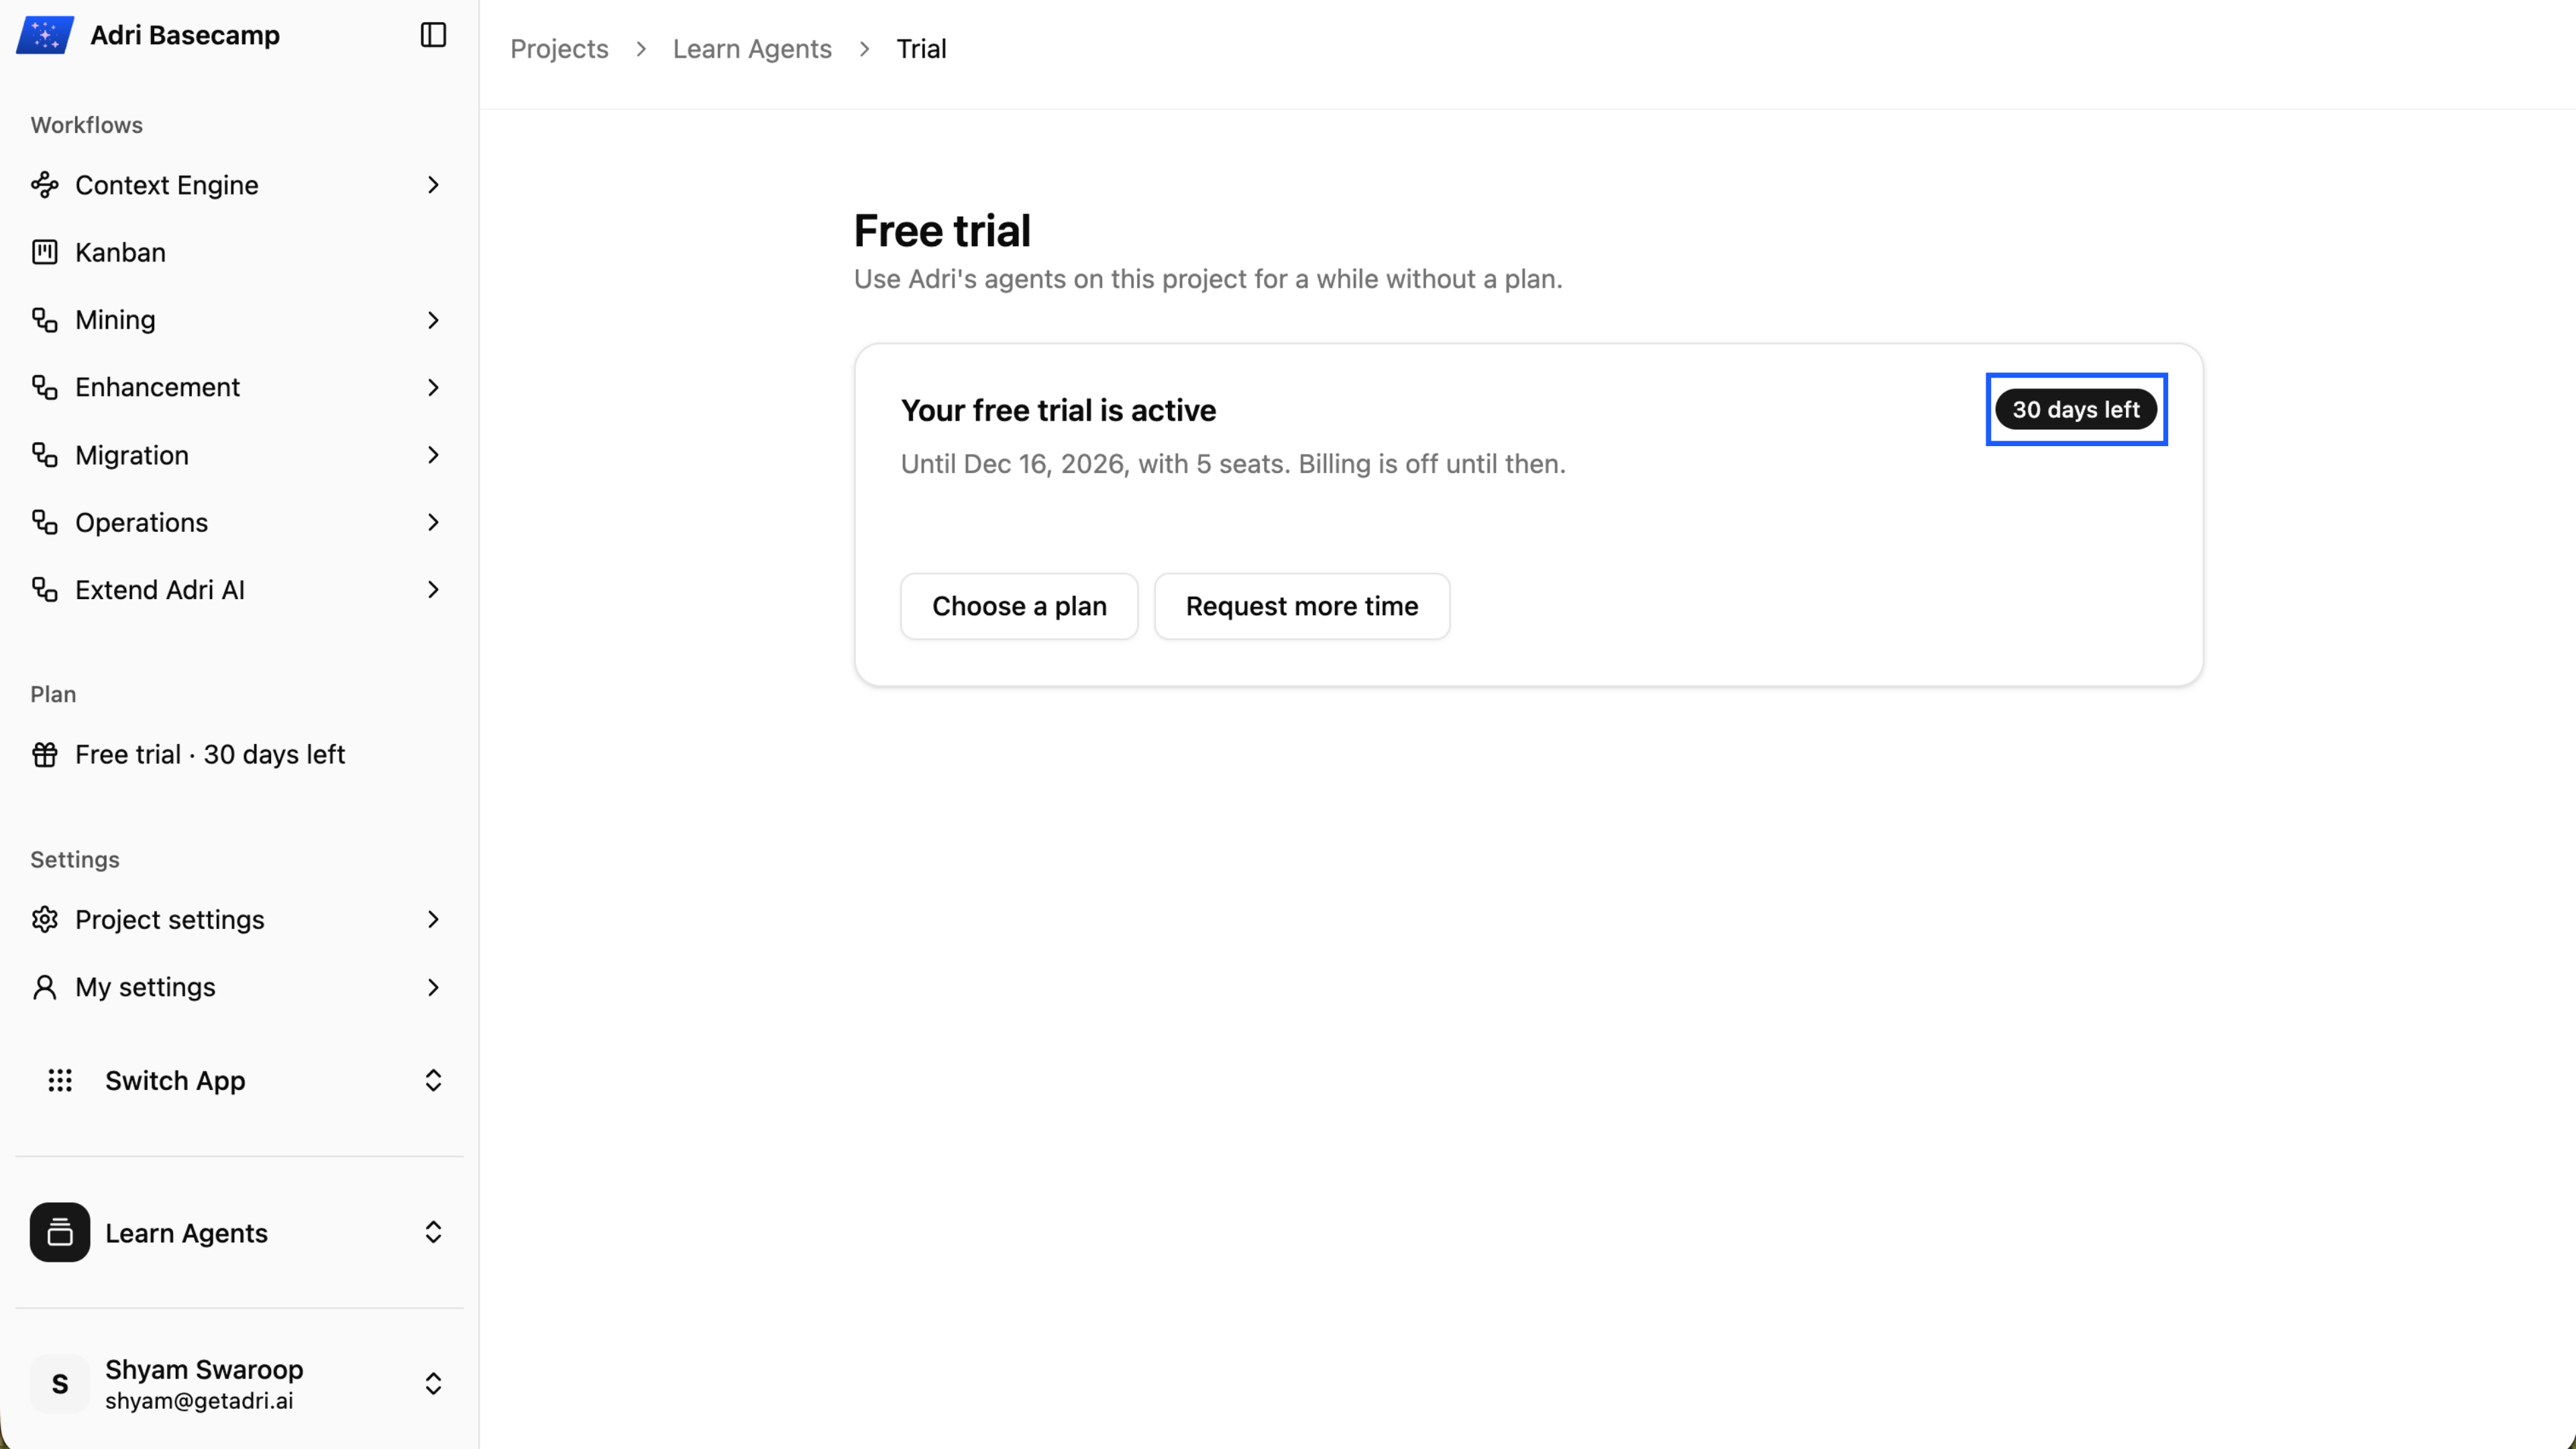 Adri Basecamp
Workflows
Context Engine
Kanban
Mining
Enhancement
Migration
Operations
Extend Adri AI
Plan
Free trial · 30 days left
Settings
Project settings
My settings
Switch App
Learn Agents
S
Shyam Swaroop
shyam@getadri.ai
Projects > Learn Agents > Trial
Free trial
Use Adri's agents on this project for a while without a plan.
Your free trial is active
30 days left
Until Dec 16, 2026, with 5 seats. Billing is off until then.
Choose a plan
Request more time